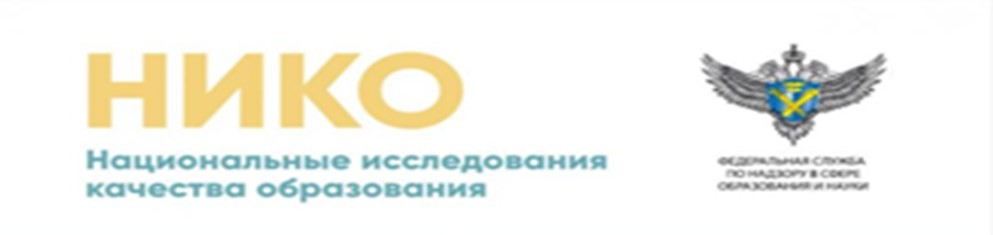 НИКО
Национальные исследования
качества образования
ФЕДЕРАЛЬНАЯ СЛУЖБА
ПО НАДЗОРУ В СФЕРЕ
ОБРАЗОВАНИЯ И НАУКИ